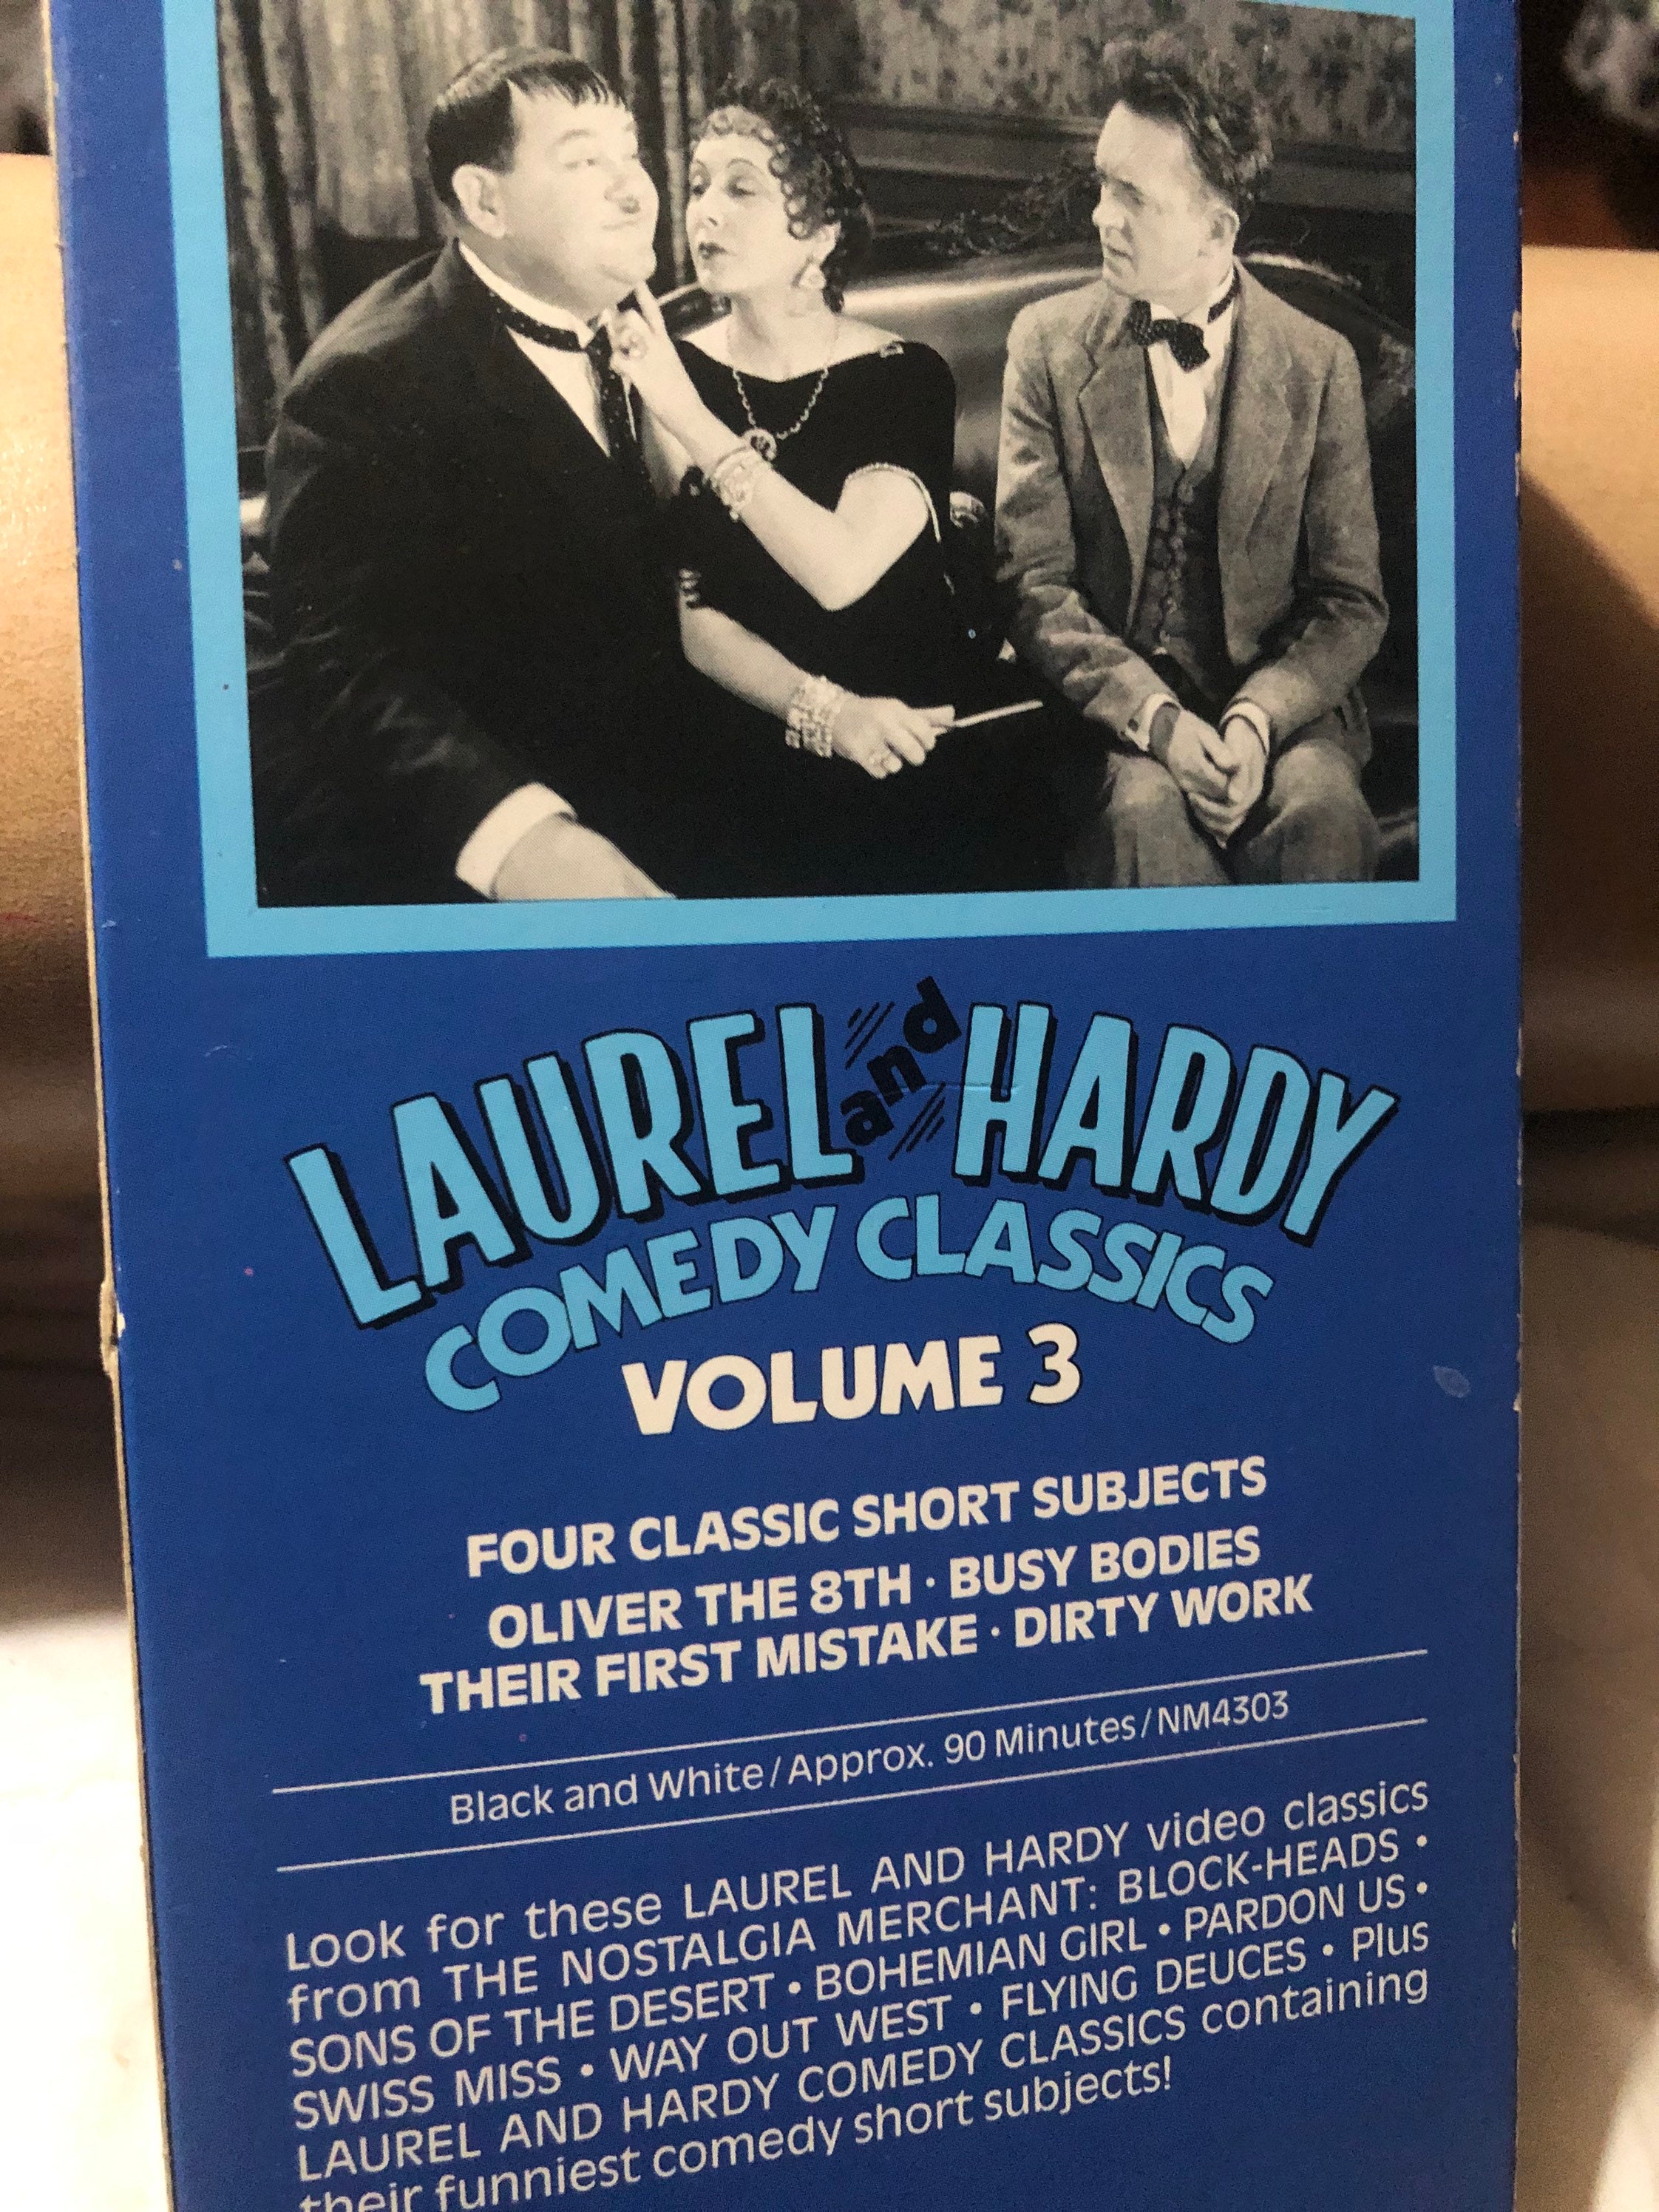 LAUREL and HARDY
COMEDY CLASSICS
VOLUME 3
FOUR CLASSIC SHORT SUBJECTS
OLIVER THE 8TH · BUSY BODIES
THEIR FIRST MISTAKE · DIRTY WORK
Black and White/Approx. 90 Minutes/NM4303
Look for these LAUREL AND HARDY video classics
from THE NOSTALGIA MERCHANT: BLOCK-HEADS •
SONS OF THE DESERT • BOHEMIAN GIRL • PARDON US •
SWISS MISS • WAY OUT WEST • FLYING DEUCES • Plus
LAUREL AND HARDY COMEDY CLASSICS containing
their funniest comedy short subjects!